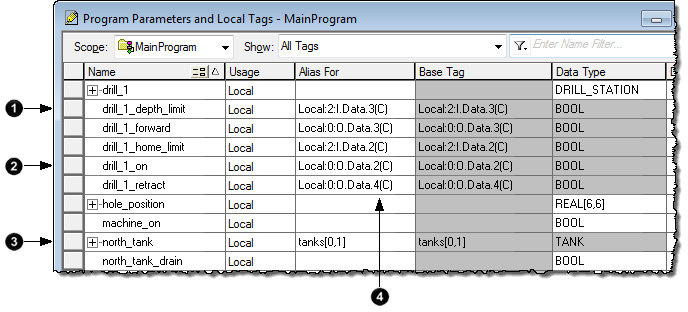 Program Parameters and Local Tags - MainProgram
Scope: MainProgram Show: All Tags Enter Name Filter...
Name Usage Alias For Base Tag Data Type
drill_1 Local DRILL_STATION
1 drill_1_depth_limit Local Local:2:I.Data.3(C) Local:2:I.Data.3(C) BOOL
drill_1_forward Local Local:0:O.Data.3(C) Local:0:O.Data.3(C) BOOL
drill_1_home_limit Local Local:2:I.Data.2(C) Local:2:I.Data.2(C) BOOL
2 drill_1_on Local Local:0:O.Data.2(C) Local:0:O.Data.2(C) BOOL
drill_1_retract Local Local:0:O.Data.4(C) Local:0:O.Data.4(C) BOOL
hole_position Local REAL[6,6]
machine_on Local BOOL
3 north_tank Local tanks[0,1] tanks[0,1] TANK
north_tank_drain Local BOOL
4